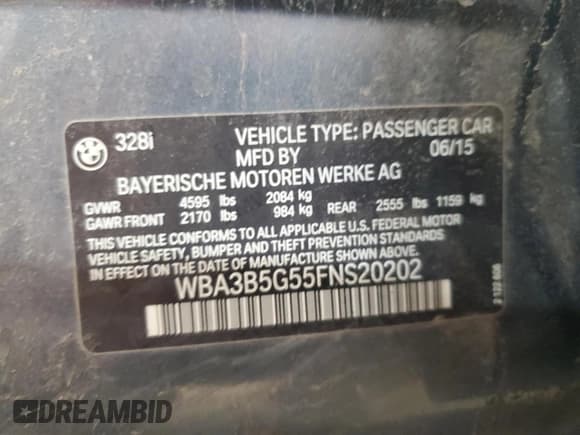 BMW
328i VEHICLE TYPE: PASSENGER CAR
MFD BY 06/15
BAYERISCHE MOTOREN WERKE AG
GVWR 4595 lbs 2084 kg
GAWR FRONT 2170 lbs 984 kg REAR 2555 lbs 1159 kg
THIS VEHICLE CONFORMS TO ALL APPLICABLE U.S. FEDERAL MOTOR
VEHICLE SAFETY, BUMPER AND THEFT PREVENTION STANDARDS
IN EFFECT ON THE DATE OF MANUFACTURE SHOWN ABOVE.
WBA3B5G55FNS20202
DREAMBID